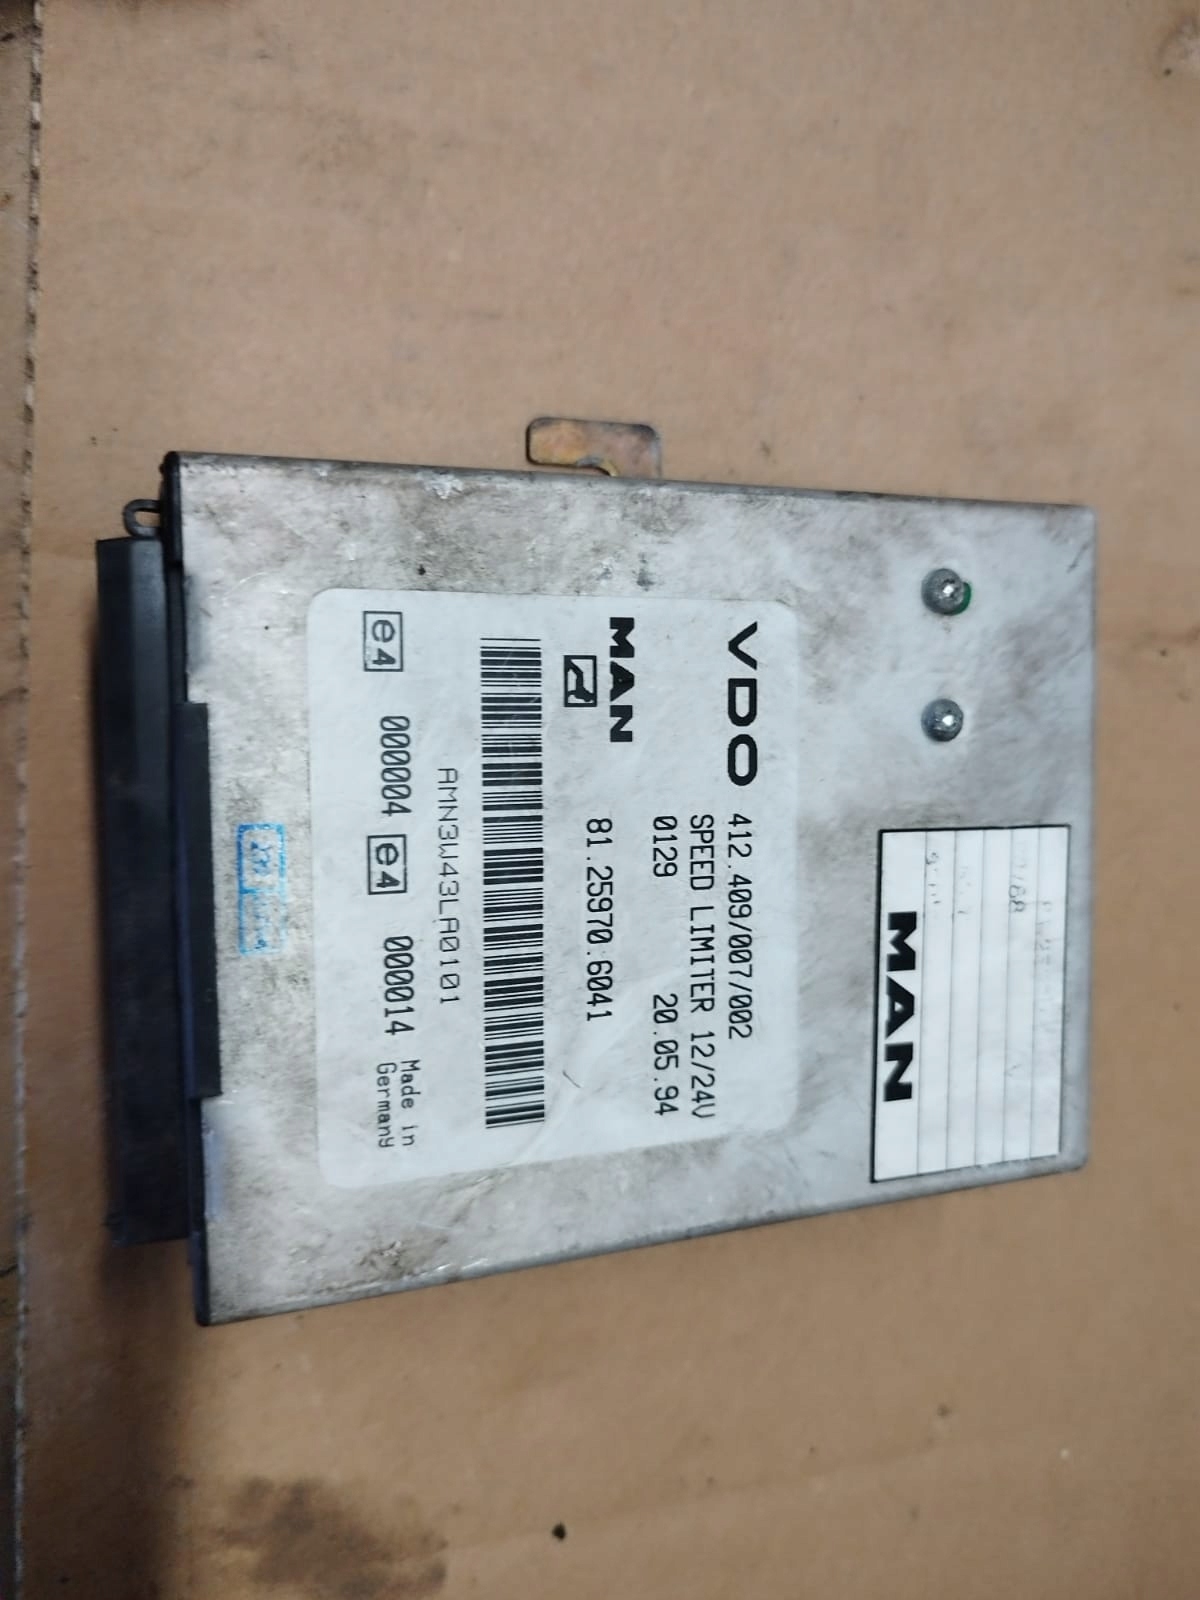 VDO 412.409/007/002
SPEED LIMITER 12/24V
0129 20.05.94
MAN
81.25970.6041
AMN3W43LA0101
e4 000004 e4 000014 Made in
Germany
MAN